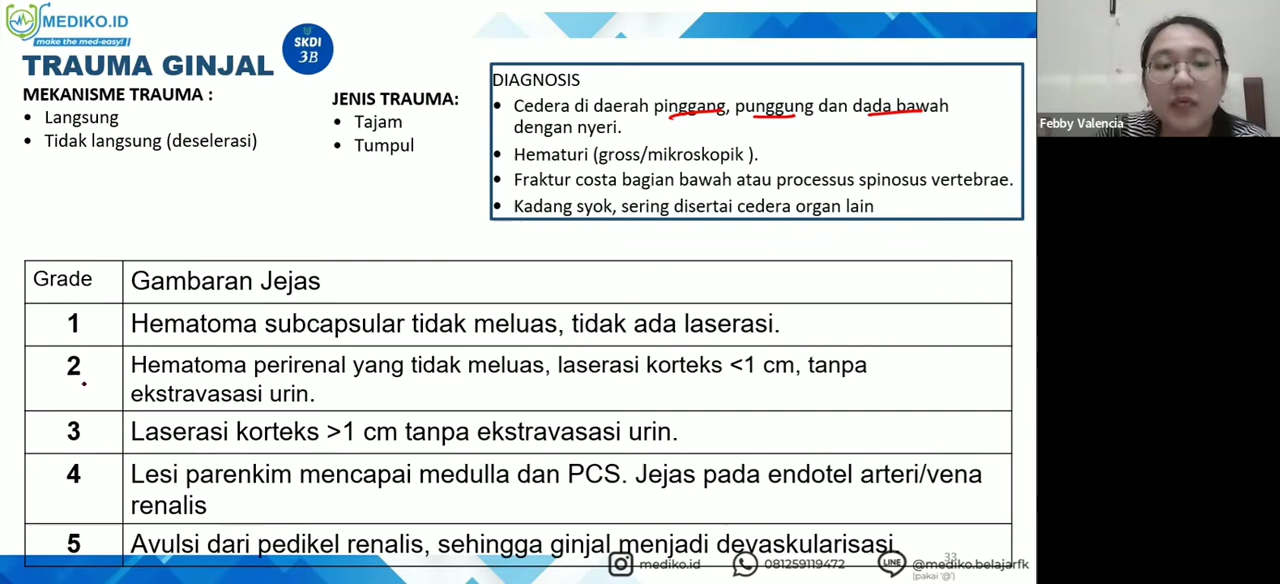 MEDIKO.ID
make the med-easy!
SKDI
3B
TRAUMA GINJAL
MEKANISME TRAUMA :
• Langsung
• Tidak langsung (deselerasi)
JENIS TRAUMA:
• Tajam
• Tumpul
DIAGNOSIS
• Cedera di daerah pinggang, punggung dan dada bawah
dengan nyeri.
• Hematuri (gross/mikroskopik ).
• Fraktur costa bagian bawah atau processus spinosus vertebrae.
• Kadang syok, sering disertai cedera organ lain
Febby Valencia
Grade Gambaran Jejas
1 Hematoma subcapsular tidak meluas, tidak ada laserasi.
2 Hematoma perirenal yang tidak meluas, laserasi korteks <1 cm, tanpa
ekstravasasi urin.
3 Laserasi korteks >1 cm tanpa ekstravasasi urin.
4 Lesi parenkim mencapai medulla dan PCS. Jejas pada endotel arteri/vena
renalis
5 Avulsi dari pedikel renalis, sehingga ginjal menjadi devaskularisasi
33
mediko.id
081259119472
LINE
@mediko.belajarfk
(pakai '@')